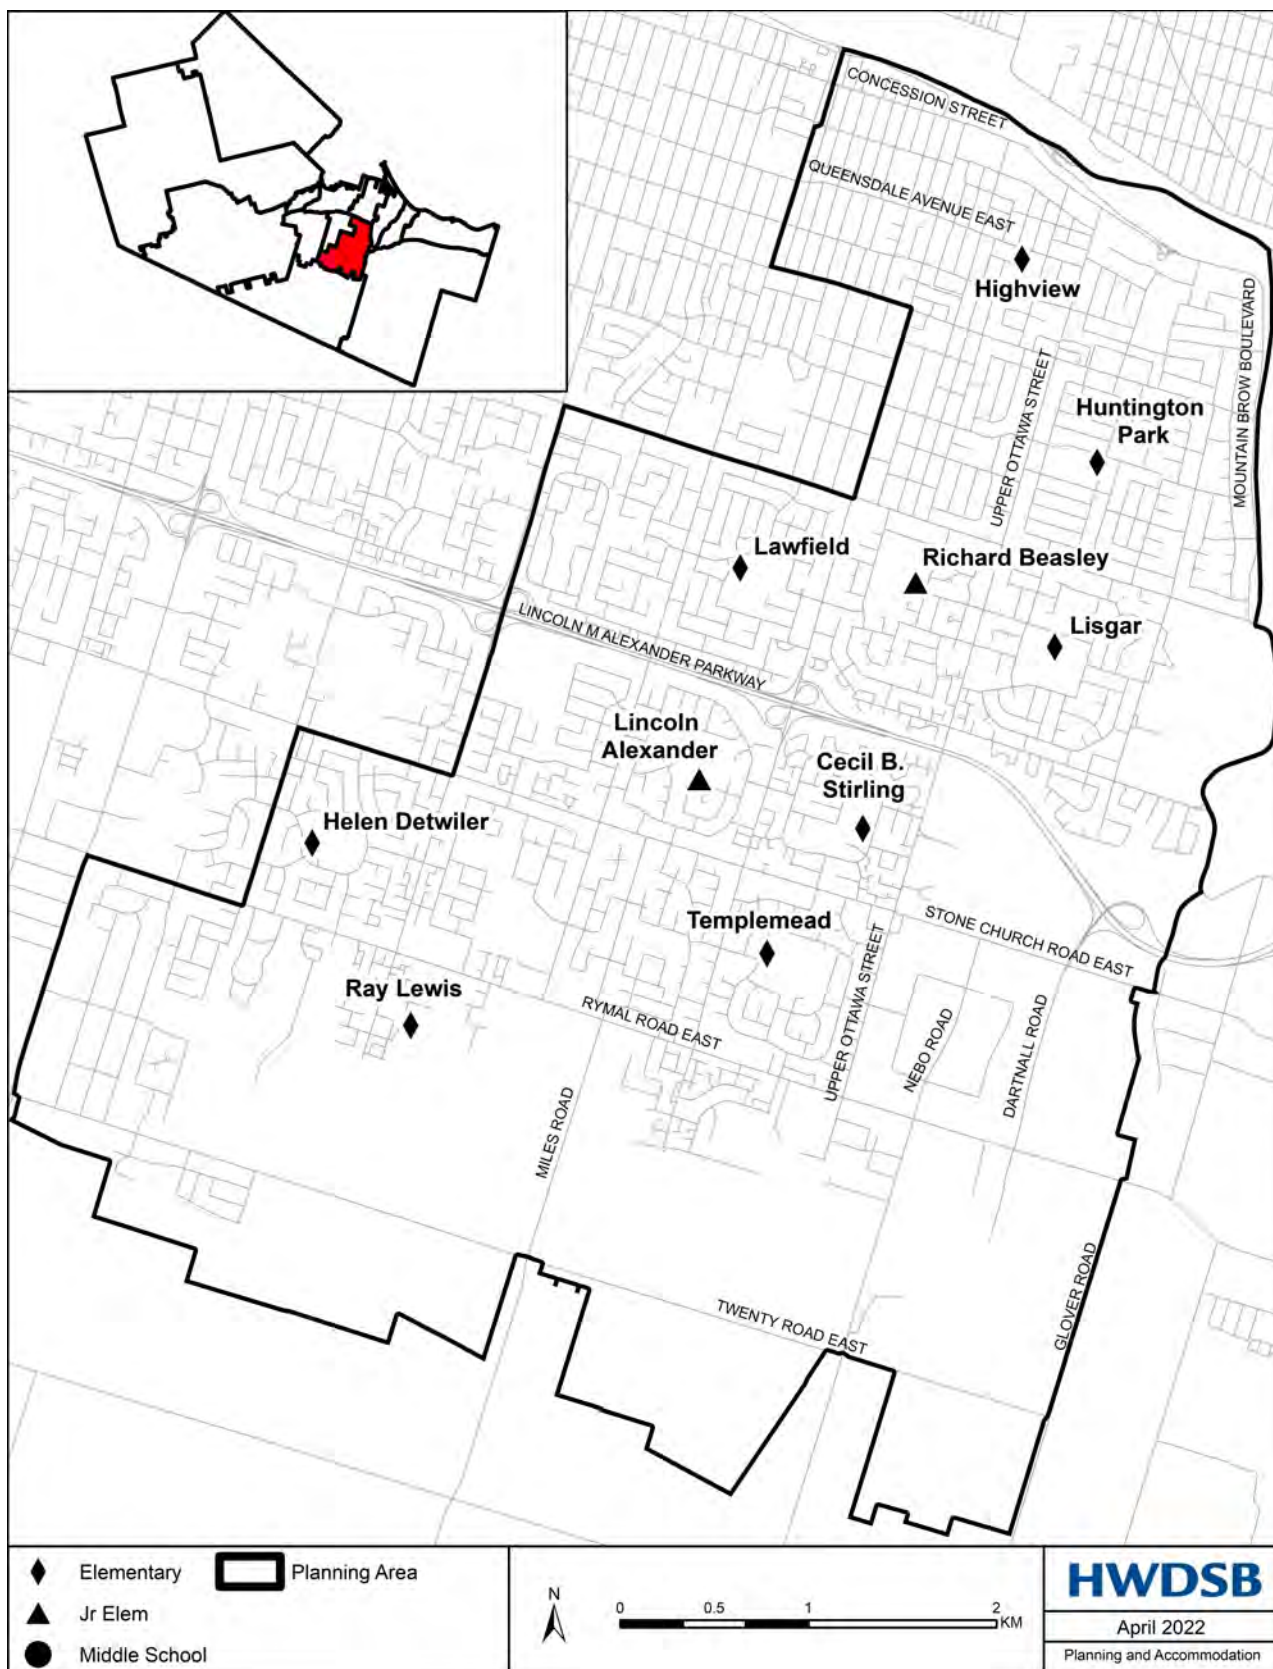 CONCESSION STREET
QUEENSDALE AVENUE EAST
Highview
MOUNTAIN BROW BOULEVARD
UPPER OTTAWA STREET
Huntington
Park
Lawfield
Richard Beasley
LINCOLN M ALEXANDER PARKWAY
Lisgar
Lincoln
Alexander
Cecil B.
Stirling
Helen Detwiler
Templemead
STONE CHURCH ROAD EAST
Ray Lewis
RYMAL ROAD EAST
UPPER OTTAWA STREET
NEBO ROAD
DARTNALL ROAD
MILES ROAD
TWENTY ROAD EAST
GLOVER ROAD
Elementary
Planning Area
Jr Elem
Middle School
N
0 0.5 1 2
KM
HWDSB
April 2022
Planning and Accommodation